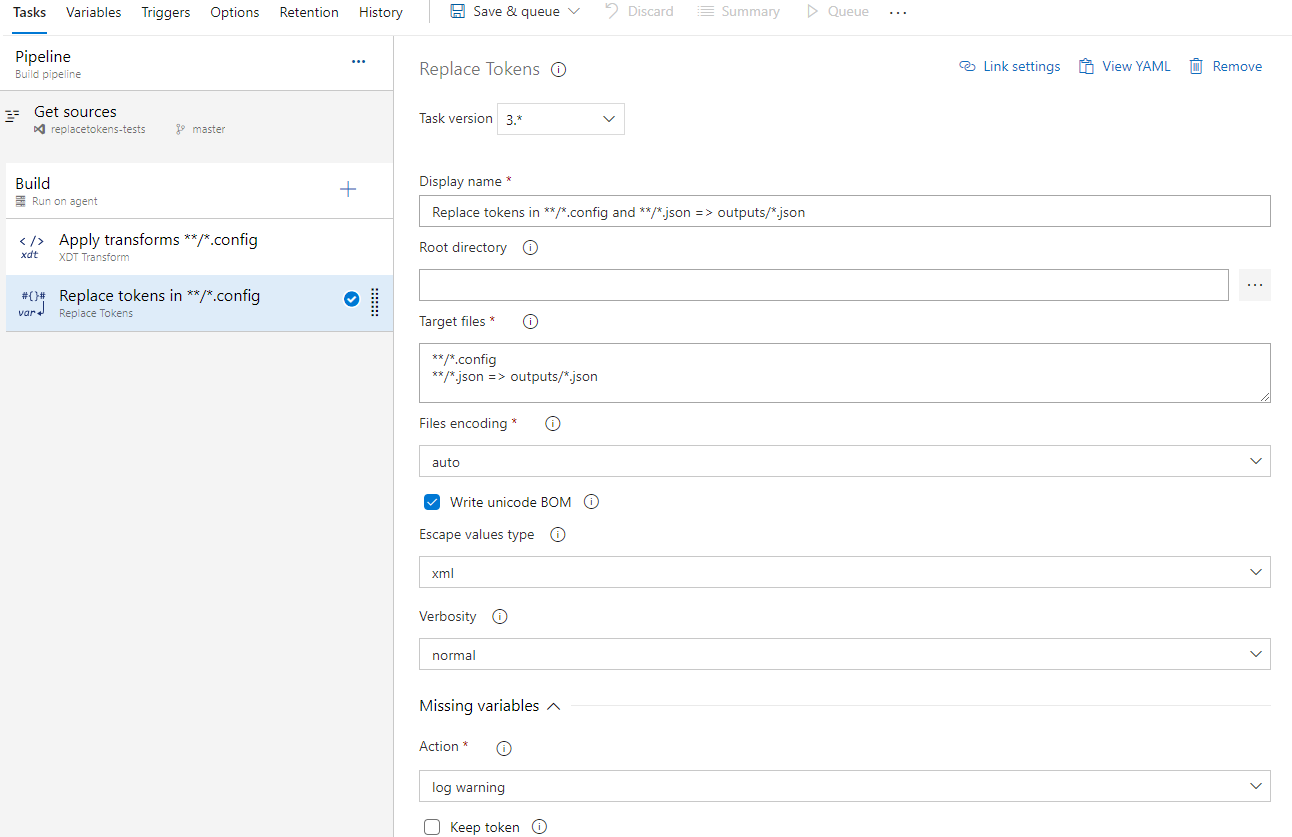 Tasks Variables Triggers Options Retention History Save & queue Discard Summary Queue ...
Pipeline ...
Build pipeline
Get sources
replacetokens-tests master
Build
Run on agent
</> Apply transforms **/*.config
xdt XDT Transform
#{}# Replace tokens in **/*.config
var Replace Tokens
Replace Tokens
Link settings View YAML Remove
Task version 3.*
Display name *
Replace tokens in **/*.config and **/*.json => outputs/*.json
Root directory
...
Target files *
**/*.config
**/*.json => outputs/*.json
Files encoding *
auto
Write unicode BOM
Escape values type
xml
Verbosity
normal
Missing variables
Action *
log warning
Keep token